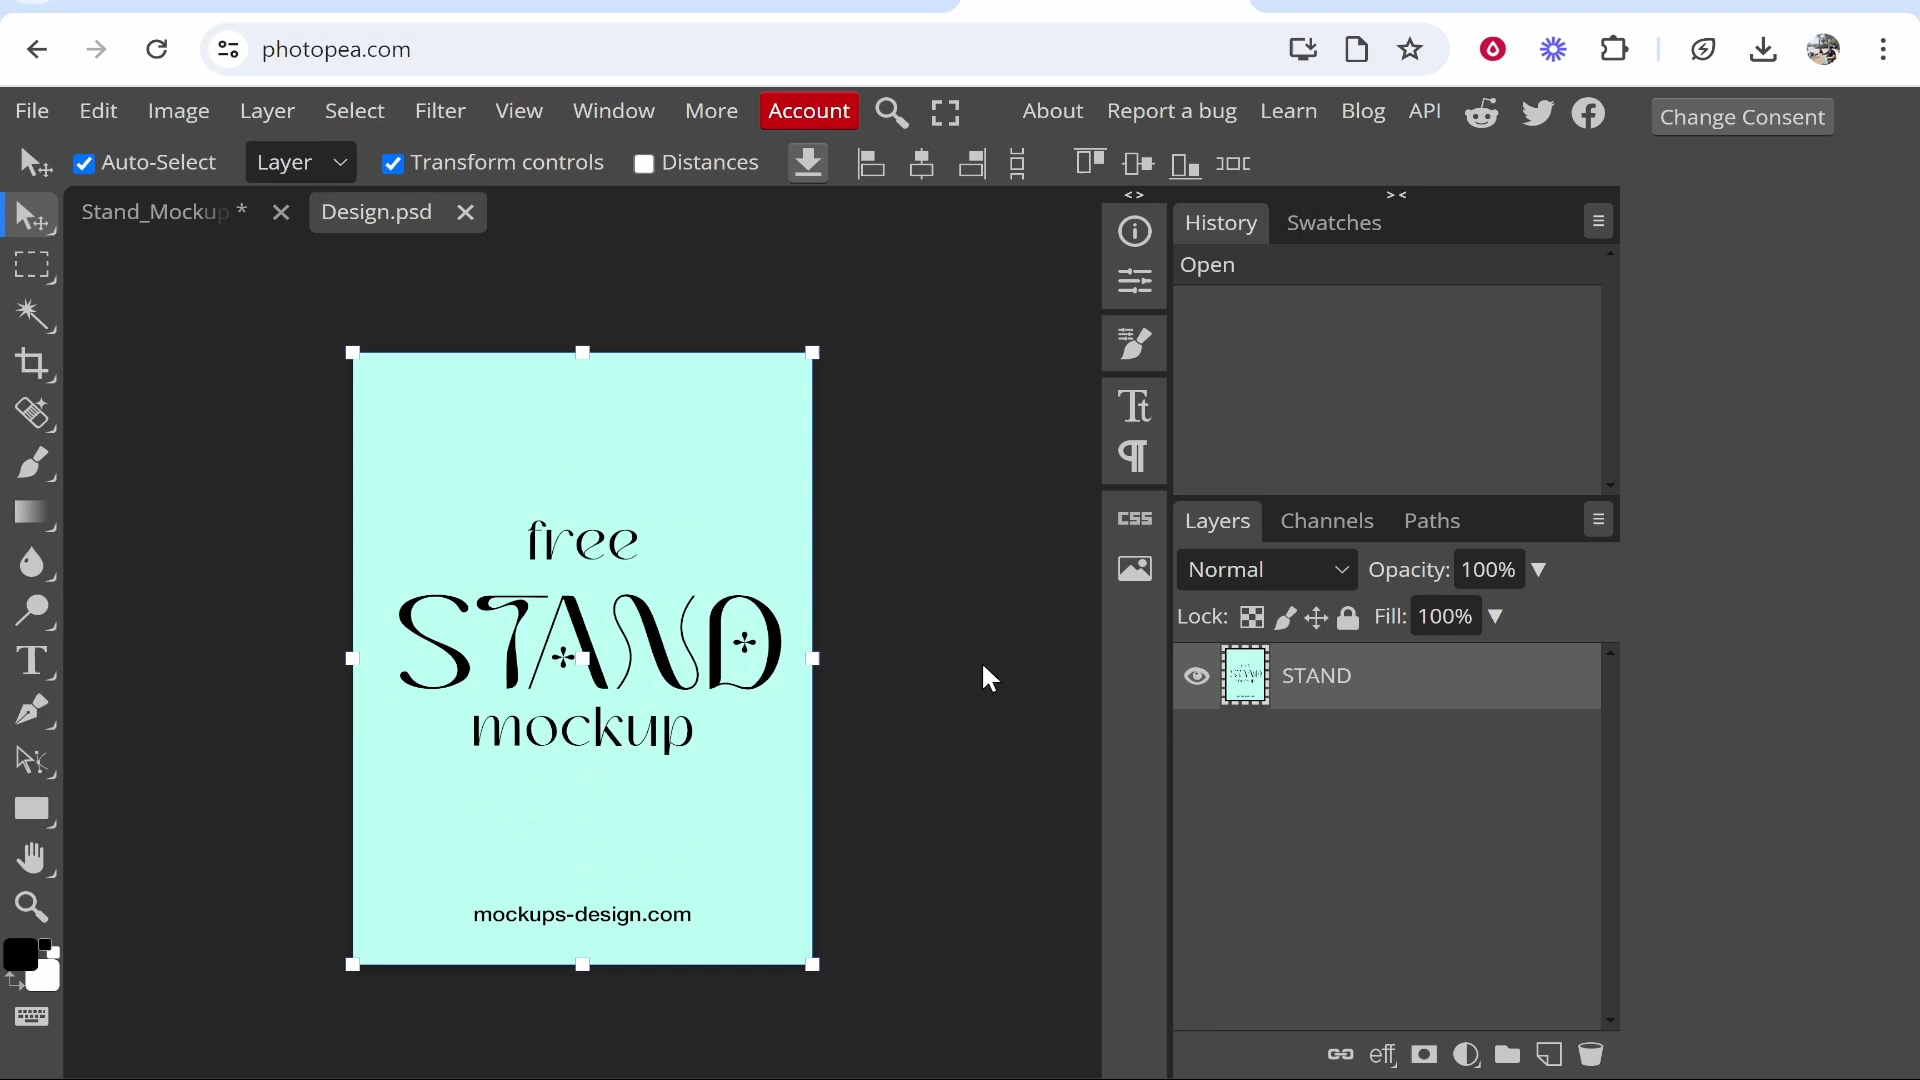 photopea.com
File Edit Image Layer Select Filter View Window More Account About Report a bug Learn Blog API Change Consent
Auto-Select Layer Transform controls Distances
Stand_Mockup * Design.psd
History Swatches
Open
free
STAND
mockup
mockups-design.com
Tt
CSS
Layers Channels Paths
Normal Opacity: 100%
Lock: Fill: 100%
STAND
eff